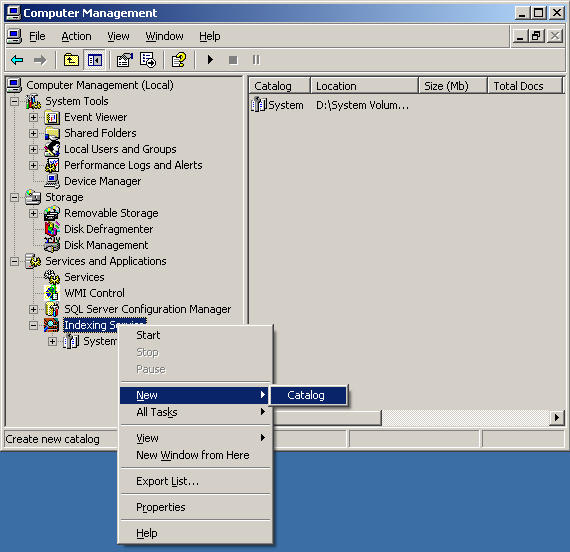 Computer Management
File Action View Window Help
Catalog Location Size (Mb) Total Docs
System D:\System Volum...
Computer Management (Local)
System Tools
Event Viewer
Shared Folders
Local Users and Groups
Performance Logs and Alerts
Device Manager
Storage
Removable Storage
Disk Defragmenter
Disk Management
Services and Applications
Services
WMI Control
SQL Server Configuration Manager
Indexing Service
System
Start
Stop
Pause
New
Catalog
All Tasks
View
New Window from Here
Export List...
Properties
Help
Create new catalog